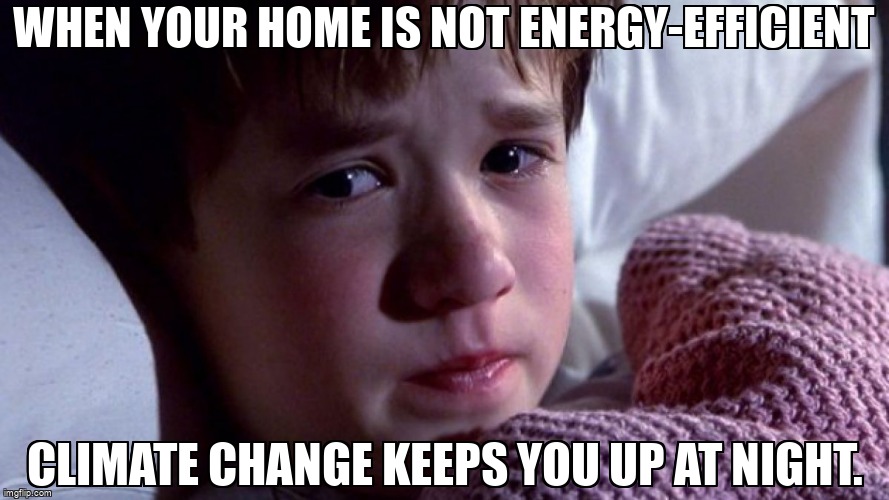 WHEN YOUR HOME IS NOT ENERGY-EFFICIENT
CLIMATE CHANGE KEEPS YOU UP AT NIGHT.
imgflip.com